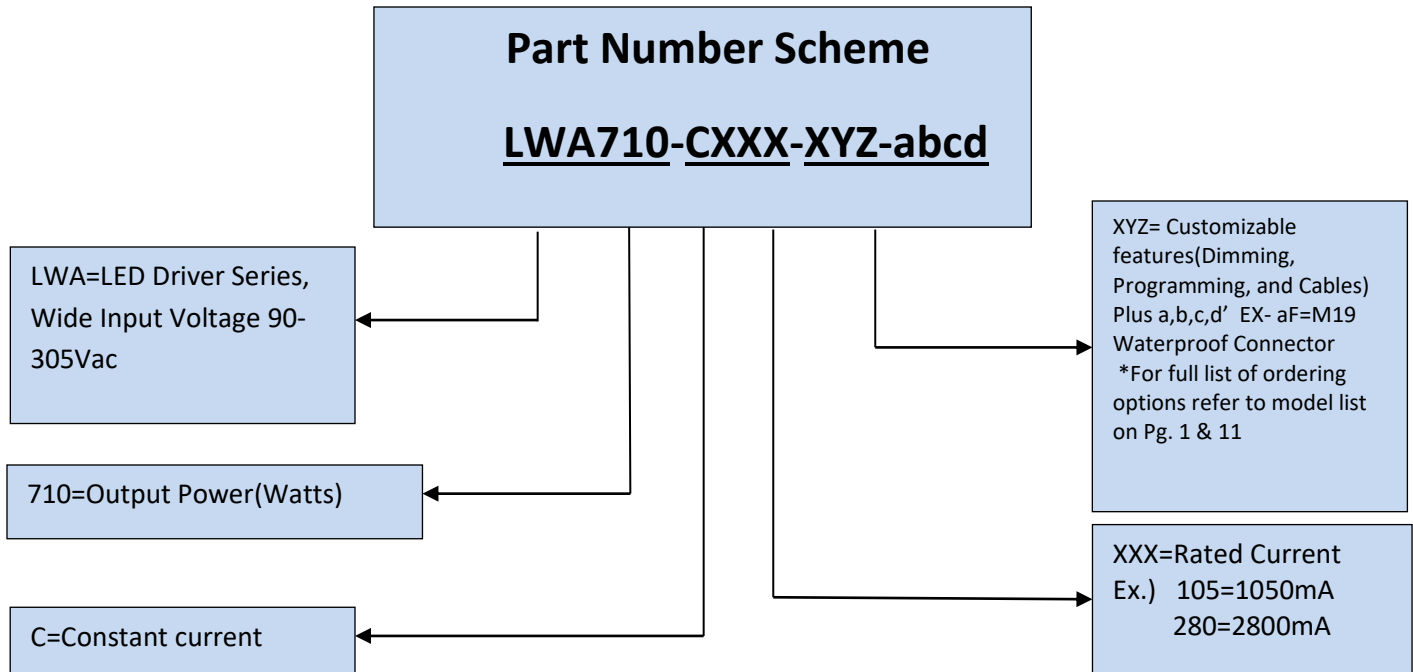 Part Number Scheme
LWA710-CXXX-XYZ-abcd
LWA=LED Driver Series,
Wide Input Voltage 90-
305Vac
710=Output Power(Watts)
C=Constant current
XYZ= Customizable
features(Dimming,
Programming, and Cables)
Plus a,b,c,d’ EX- aF=M19
Waterproof Connector
*For full list of ordering
options refer to model list
on Pg. 1 & 11
XXX=Rated Current
Ex.) 105=1050mA
280=2800mA